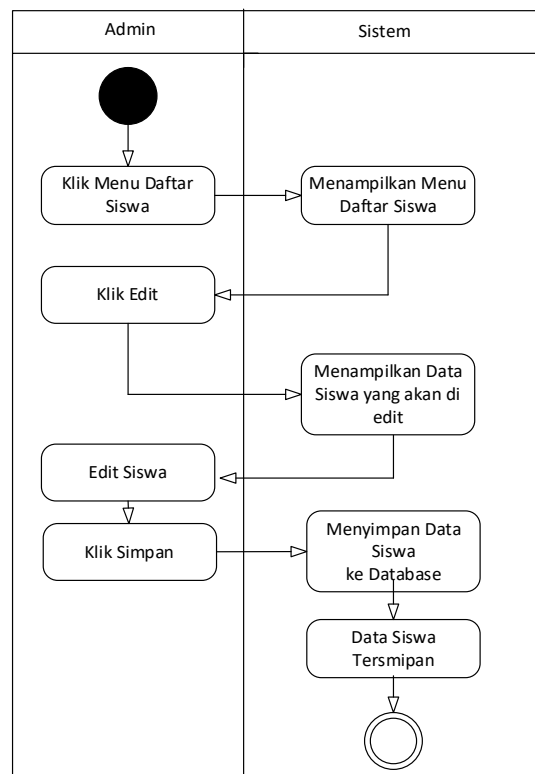 Admin
Sistem
Klik Menu Daftar
Siswa
Menampilkan Menu
Daftar Siswa
Klik Edit
Menampilkan Data
Siswa yang akan di
edit
Edit Siswa
Klik Simpan
Menyimpan Data
Siswa
ke Database
Data Siswa
Tersmipan